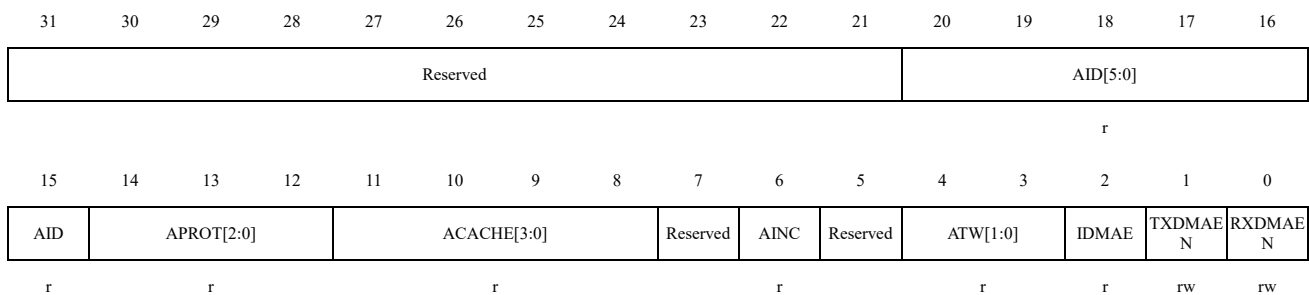 31 30 29 28 27 26 25 24 23 22 21 20 19 18 17 16
Reserved AID[5:0]
r
15 14 13 12 11 10 9 8 7 6 5 4 3 2 1 0
AID APROT[2:0] ACACHE[3:0] Reserved AINC Reserved ATW[1:0] IDMAE TXDMAE RXDMAE
N N
r r r r r r rw rw